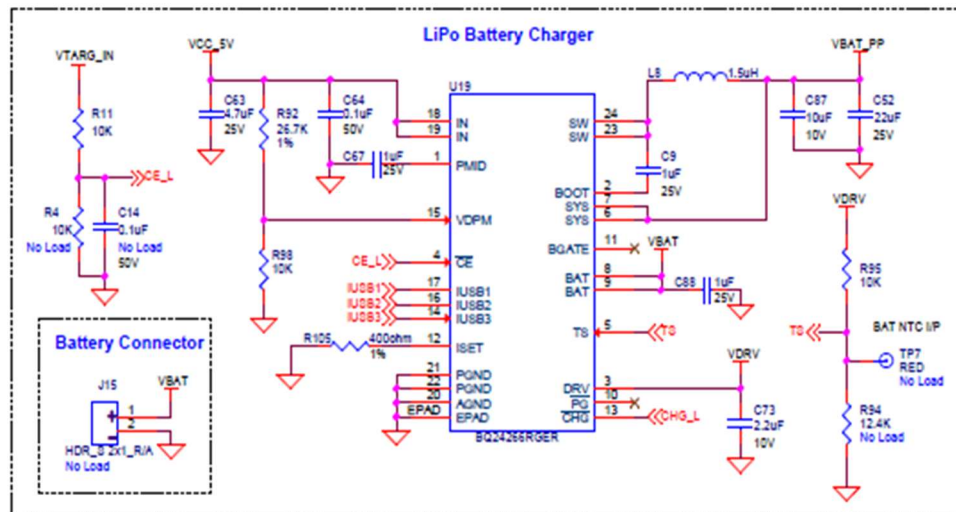 LiPo Battery Charger
VTARG_IN
R11
10K
CE_L
R4
10K
No Load
C14
0.1uF
No Load
50V
VCC_5V
C63
4.7uF
25V
R92
26.7K
1%
C64
0.1uF
50V
C67
1uF
25V
R98
10K
CE_L
IUSB1
IUSB2
IUSB3
R105
400ohm
1%
U19
18 IN
19 IN
1 PMID
15 VDPM
4 CE
17 IUSB1
16 IUSB2
14 IUSB3
12 ISET
21 PGND
22 PGND
20 AGND
EPAD EPAD
SW 24
SW 23
BOOT 2
SYS 7
SYS 6
BGATE 11
BAT 8
BAT 9
TS 5
DRV 3
PG 10
CHG 13
BQ24266RGER
L8
1.5uH
VBAT_PP
C87
10uF
10V
C52
22uF
25V
C9
1uF
25V
VBAT
C88
1uF
25V
TS
VDRV
CHG_L
C73
2.2uF
10V
VDRV
R95
10K
TS
BAT NTC I/P
TP7
RED
No Load
R94
12.4K
No Load
Battery Connector
J15
VBAT
1
2
No Load